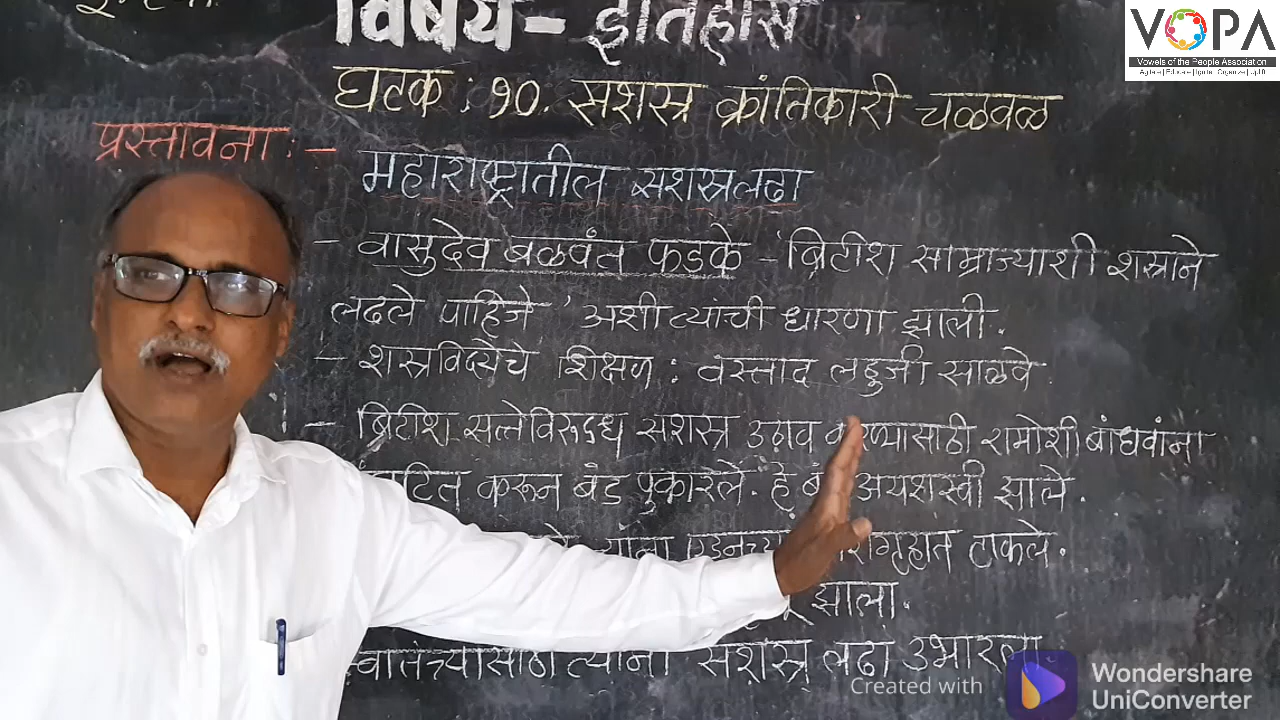 विषय - इतिहास
VOPA
Vowels of the People Association
घटक : १०. सशस्त्र क्रांतिकारी चळवळ
प्रस्तावना : -
महाराष्ट्रातील सशस्त्रलढा
- वासुदेव बळवंत फडके - 'ब्रिटीश साम्राज्याशी शस्त्राने
लढले पाहिजे' अशी त्यांची धारणा झाली.
- शस्त्रविद्येचे शिक्षण : वस्ताद लहुजी साळवे.
- ब्रिटीश सत्तेविरुद्ध सशस्त्र उठाव करण्यासाठी रामोशी बांधवांना
करून बंड पुकारले. हे बंड अयशस्वी झाले.
टाकले.
झाला.
त्यांनी सशस्त्र लढा उभारला.
Created with
Wondershare
UniConverter